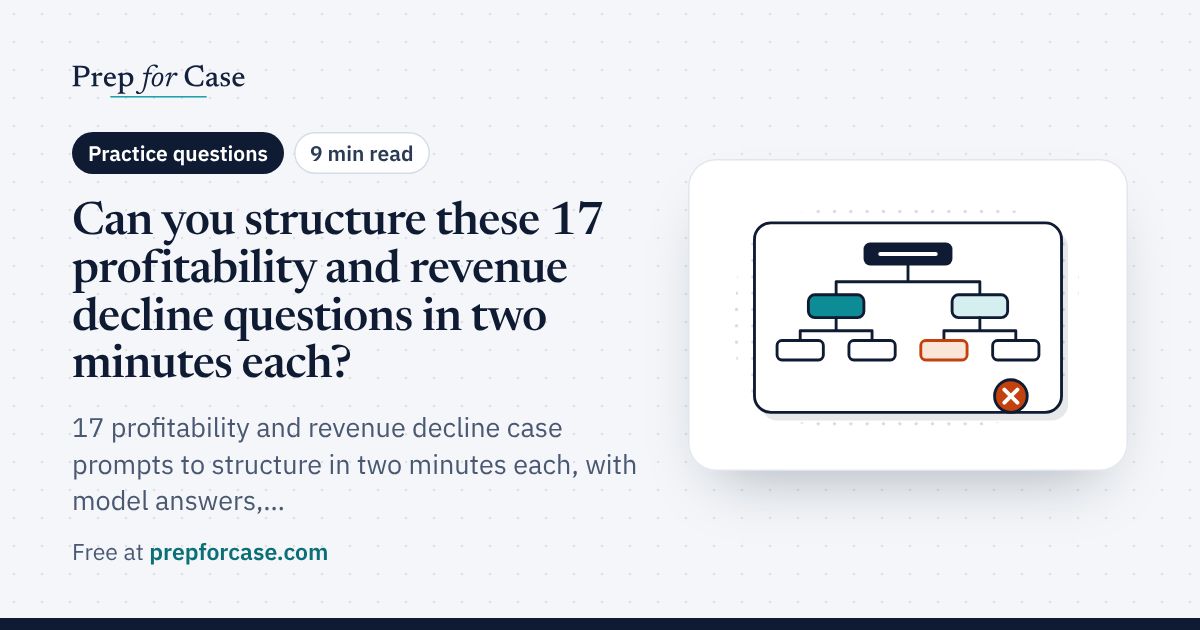 Prep for Case
Practice questions
9 min read
Can you structure these 17
profitability and revenue
decline questions in two
minutes each?
17 profitability and revenue decline case
prompts to structure in two minutes each, with
model answers,...
Free at prepforcase.com